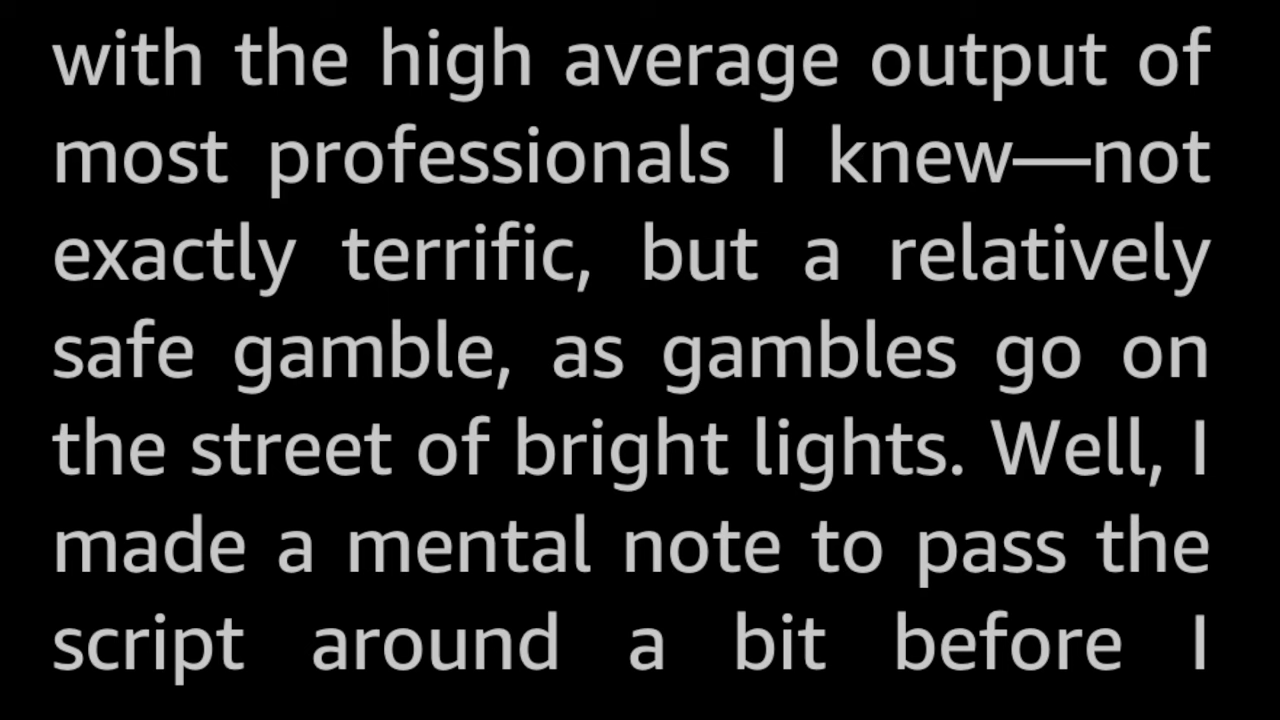 with the high average output of
most professionals I knew—not
exactly terrific, but a relatively
safe gamble, as gambles go on
the street of bright lights. Well, I
made a mental note to pass the
script around a bit before I